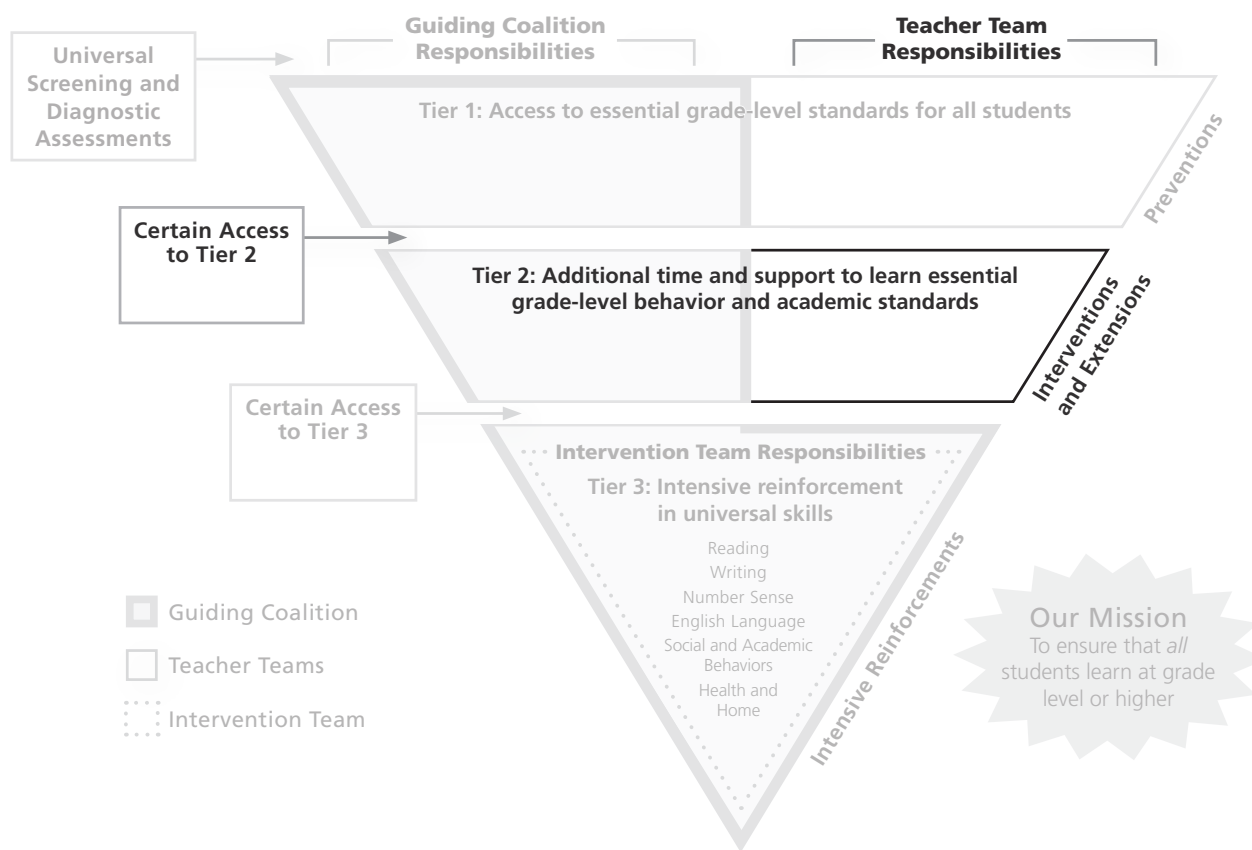 Guiding Coalition
Responsibilities
Teacher Team
Responsibilities
Universal
Screening and
Diagnostic
Assessments
Tier 1: Access to essential grade-level standards for all students
Preventions
Certain Access
to Tier 2
Tier 2: Additional time and support to learn essential
grade-level behavior and academic standards
Interventions
and Extensions
Certain Access
to Tier 3
Intervention Team Responsibilities
Tier 3: Intensive reinforcement
in universal skills
Reading
Writing
Number Sense
English Language
Social and Academic
Behaviors
Health and
Home
Intensive Reinforcements
Guiding Coalition
Teacher Teams
Intervention Team
Our Mission
To ensure that all
students learn at grade
level or higher